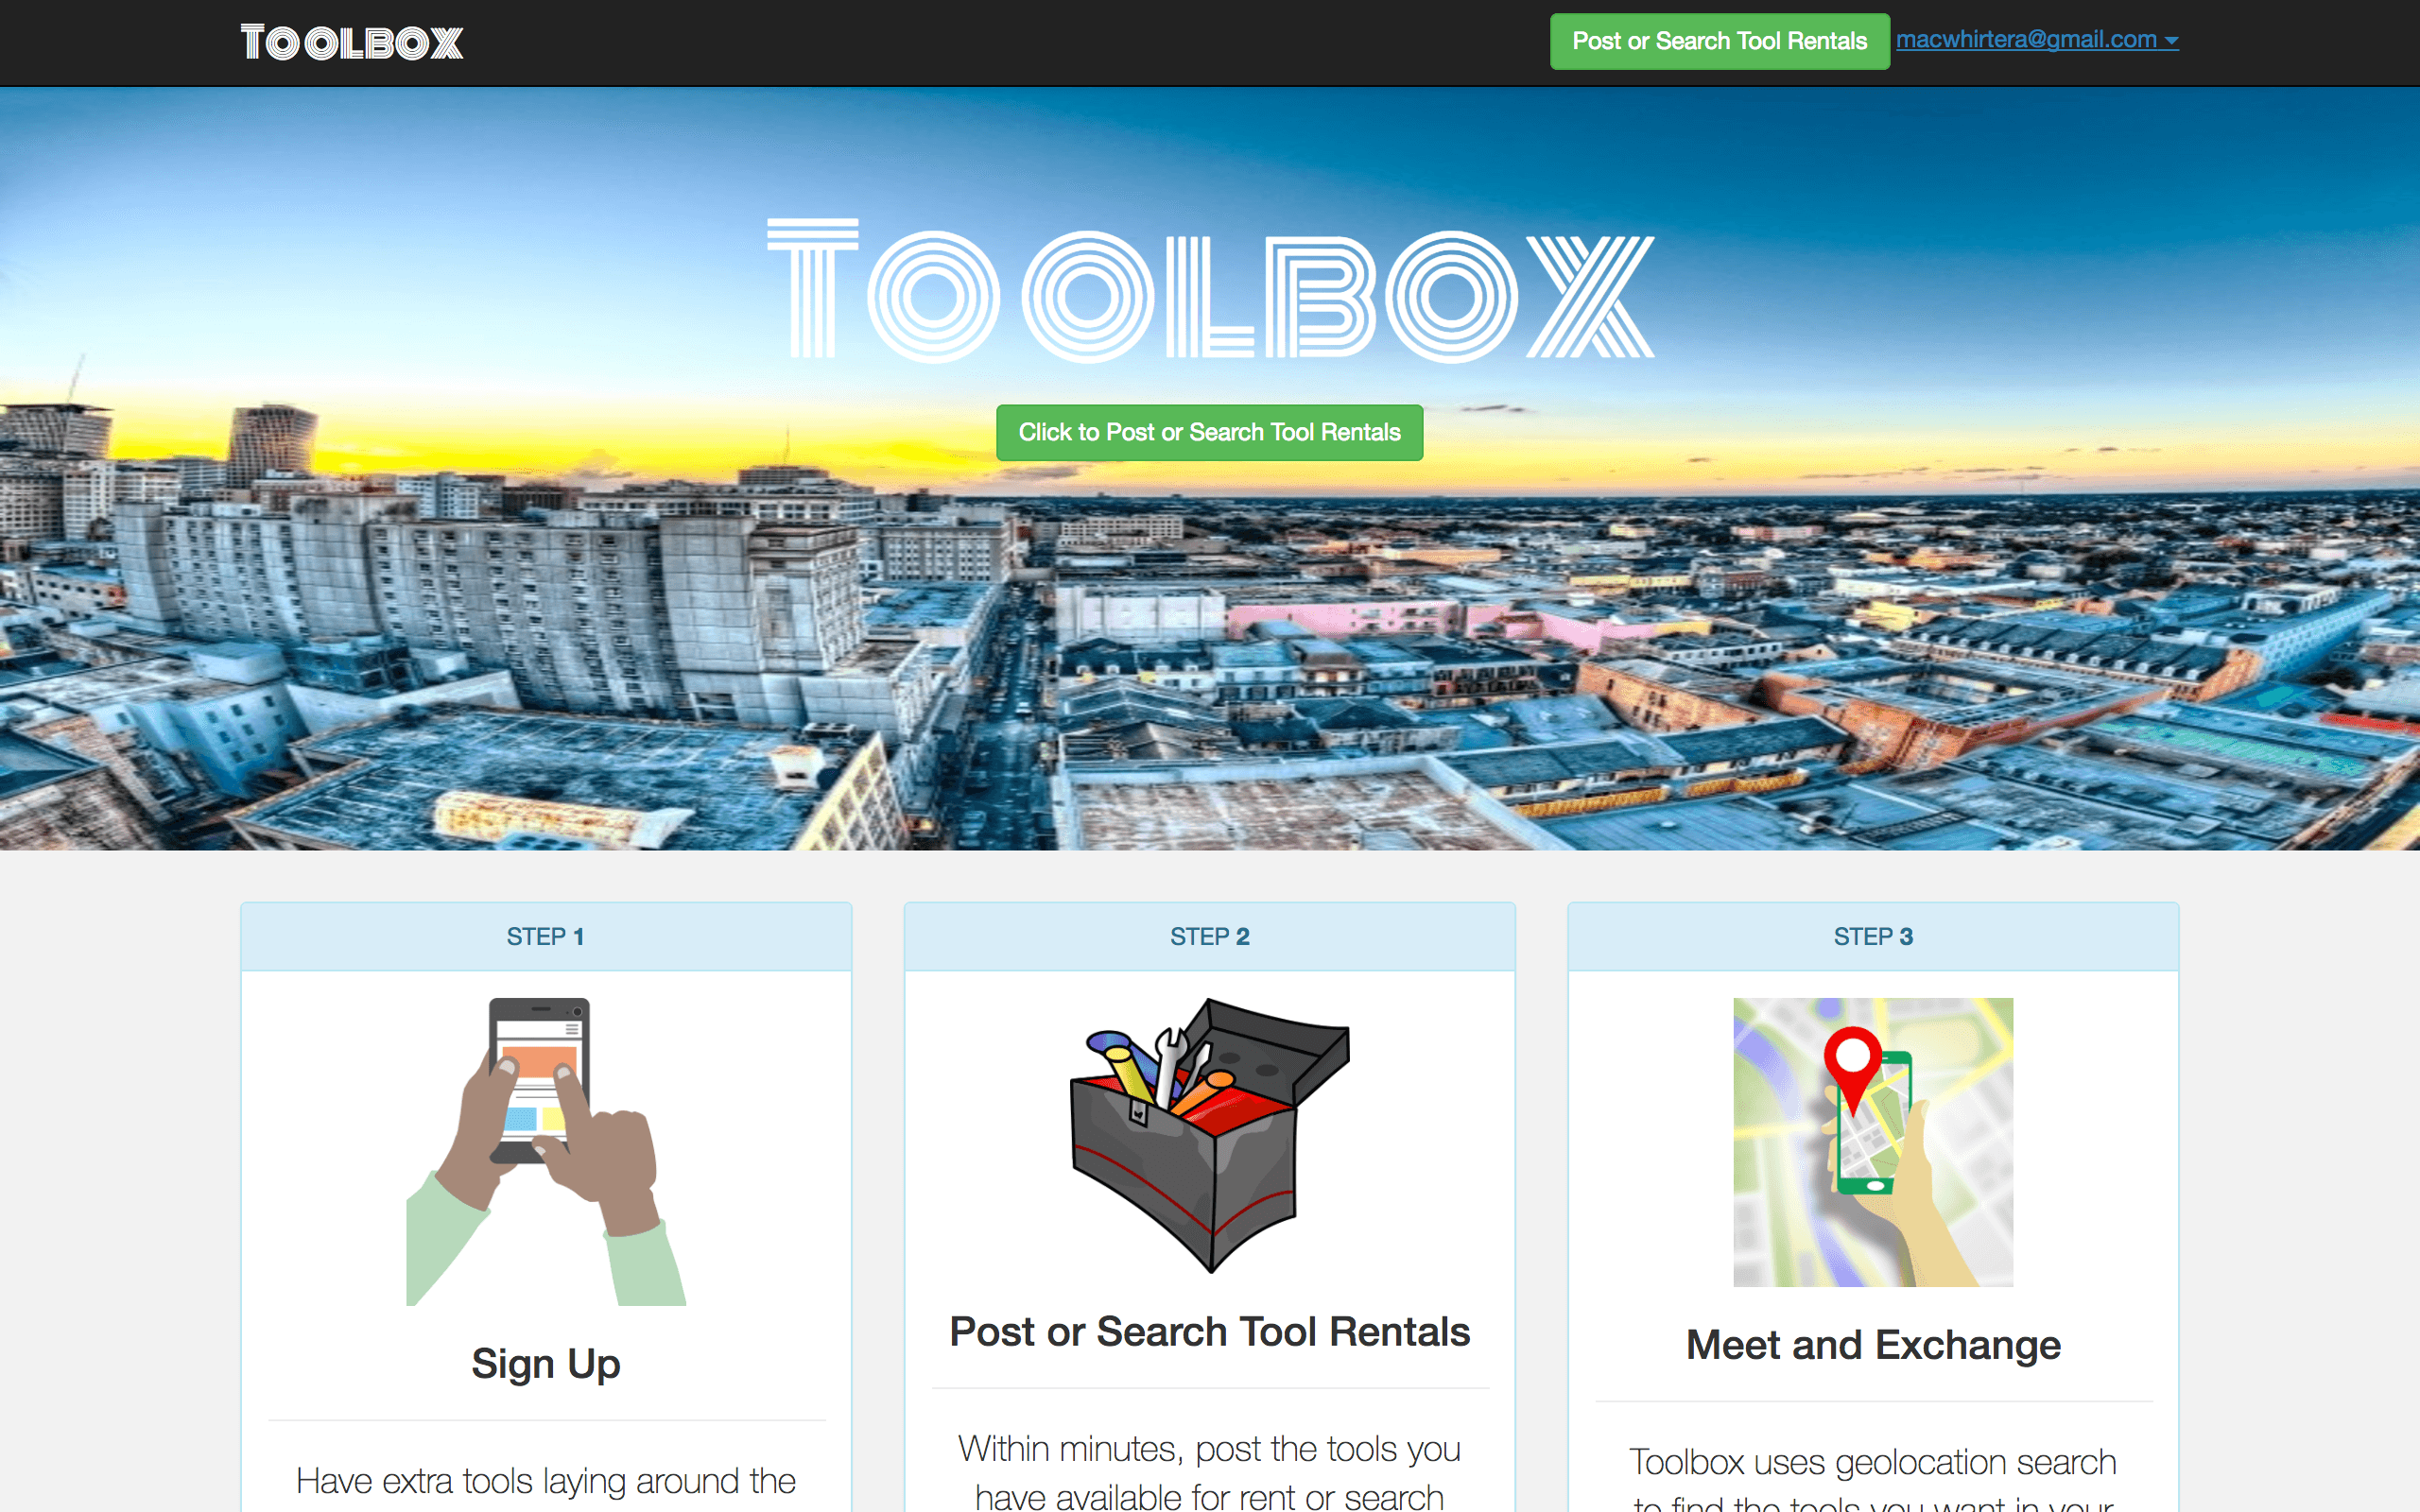 Toolbox
Post or Search Tool Rentals
macwhirtera@gmail.com
Toolbox
Click to Post or Search Tool Rentals
STEP 1
STEP 2
STEP 3
Sign Up
Have extra tools laying around the
Post or Search Tool Rentals
Within minutes, post the tools you
have available for rent or search
Meet and Exchange
Toolbox uses geolocation search
to find the tools you want in your